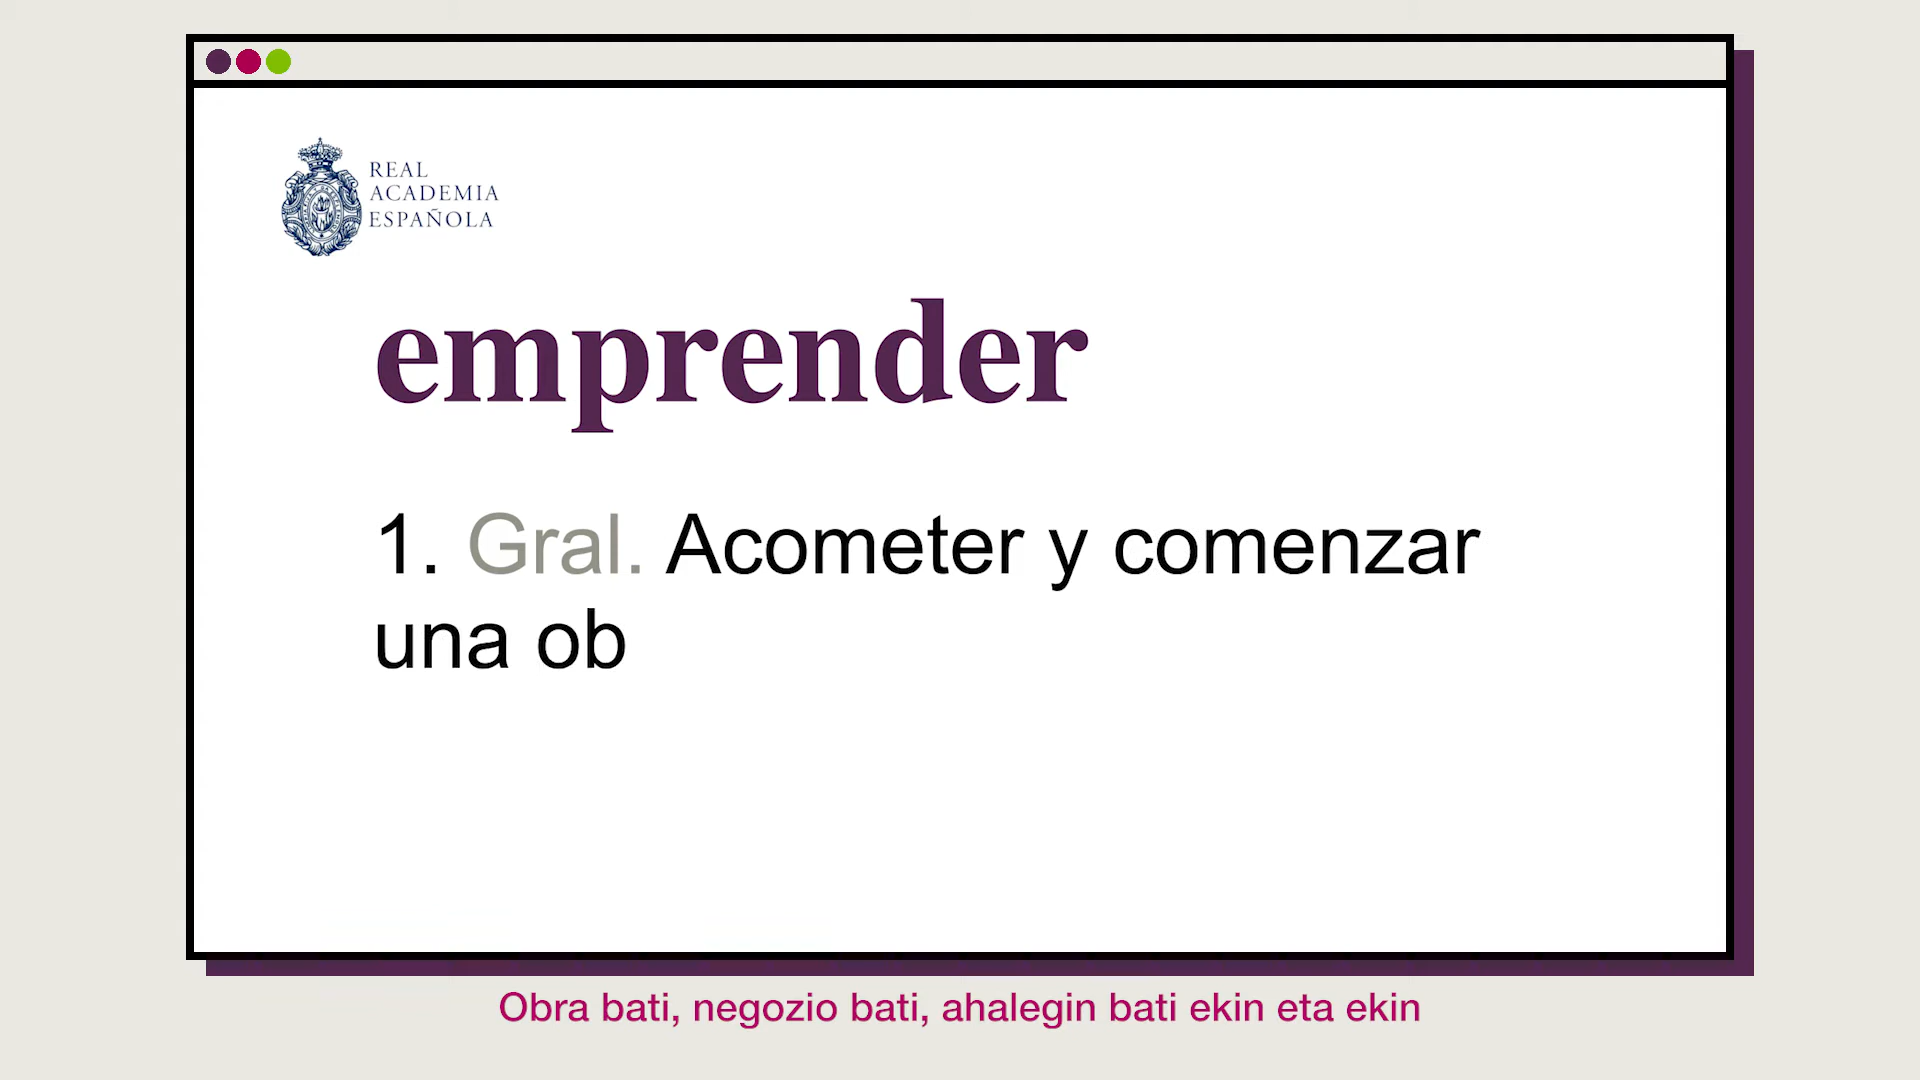 REAL
ACADEMIA
ESPAÑOLA
emprender
1. Gral. Acometer y comenzar
una ob
Obra bati, negozio bati, ahalegin bati ekin eta ekin